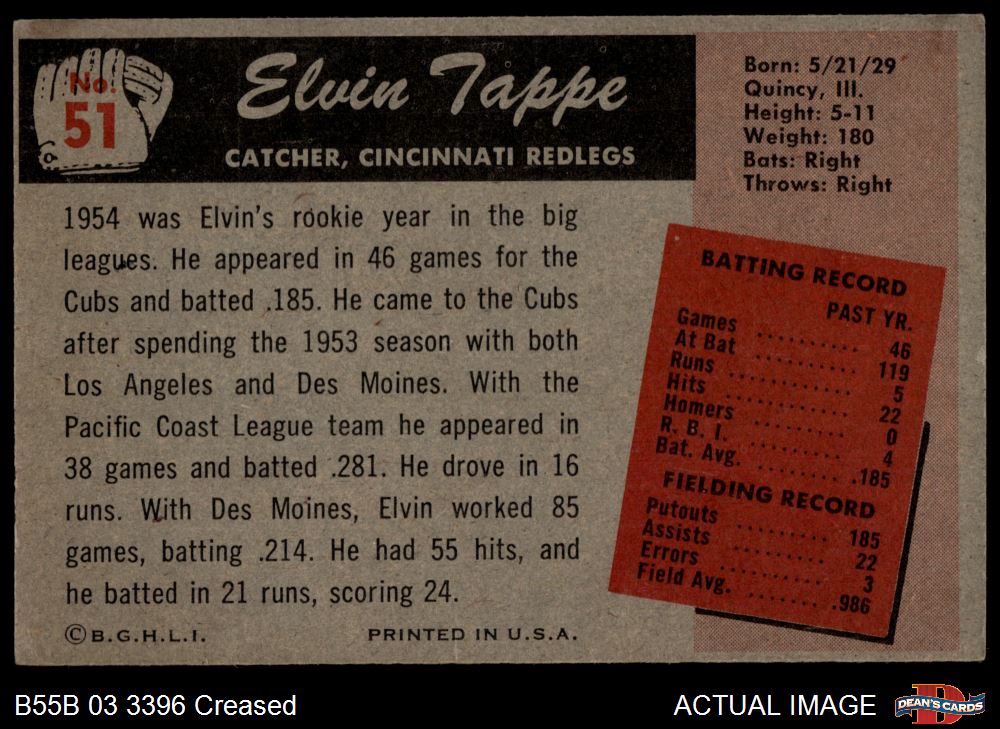 No.
51
Elvin Tappe
CATCHER, CINCINNATI REDLEGS
Born: 5/21/29
Quincy, Ill.
Height: 5-11
Weight: 180
Bats: Right
Throws: Right
1954 was Elvin's rookie year in the big
leagues. He appeared in 46 games for the
Cubs and batted .185. He came to the Cubs
after spending the 1953 season with both
Los Angeles and Des Moines. With the
Pacific Coast League team he appeared in
38 games and batted .281. He drove in 16
runs. With Des Moines, Elvin worked 85
games, batting .214. He had 55 hits, and
he batted in 21 runs, scoring 24.
©B.G.H.L.I. PRINTED IN U.S.A.
BATTING RECORD
PAST YR.
Games .......... 46
At Bat .......... 119
Runs .......... 5
Hits .......... 22
Homers .......... 0
R. B. I. .......... 4
Bat. Avg. .......... .185
FIELDING RECORD
Putouts .......... 185
Assists .......... 22
Errors .......... 3
Field Avg. .......... .986
B55B 03 3396 Creased
ACTUAL IMAGE
D
DEAN'S CARDS